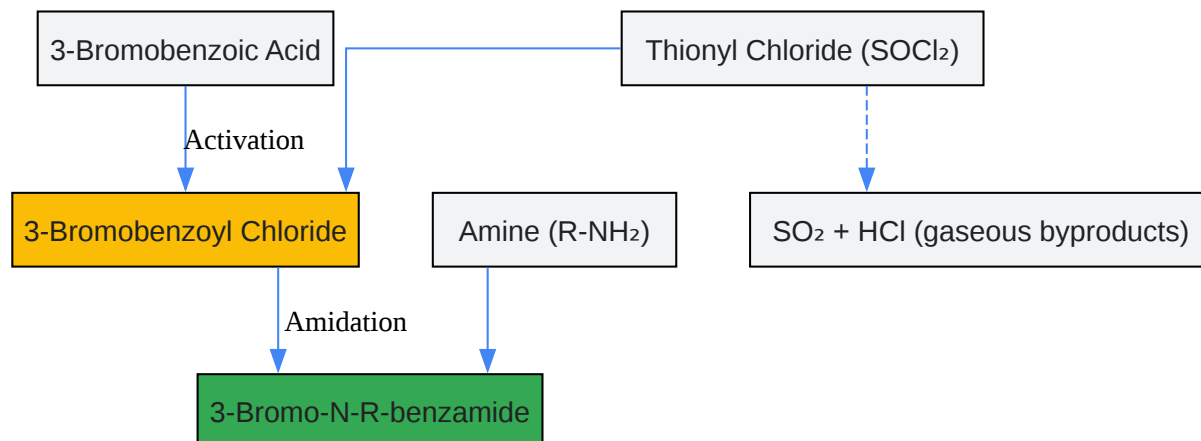 3-Bromobenzoic Acid
Thionyl Chloride (SOCl₂)
Activation
3-Bromobenzoyl Chloride
Amine (R-NH₂)
SO₂ + HCl (gaseous byproducts)
Amidation
3-Bromo-N-R-benzamide